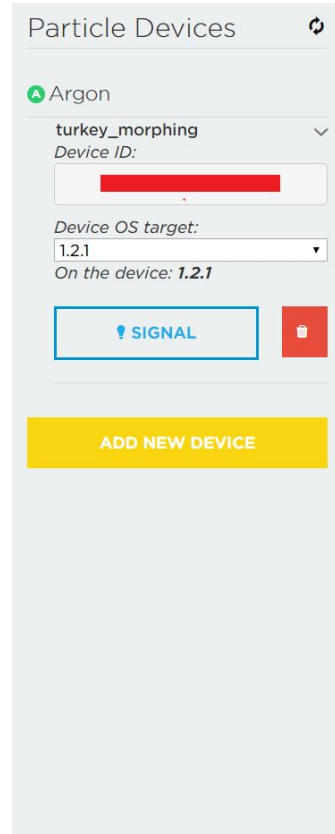 Particle Devices
A Argon
turkey_morphing
Device ID:
Device OS target:
1.2.1
On the device: 1.2.1
SIGNAL
ADD NEW DEVICE